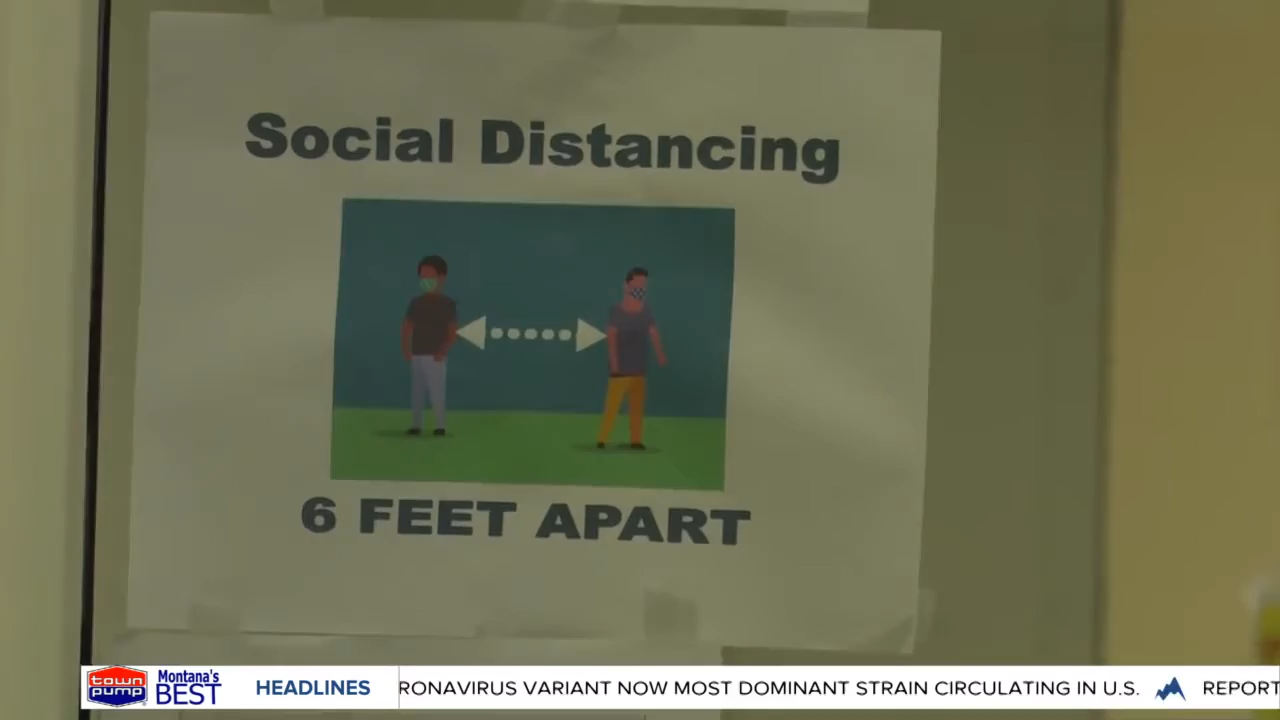 Social Distancing
6 FEET APART
town pump
Montana's BEST
HEADLINES
RONAVIRUS VARIANT NOW MOST DOMINANT STRAIN CIRCULATING IN U.S.
REPORT